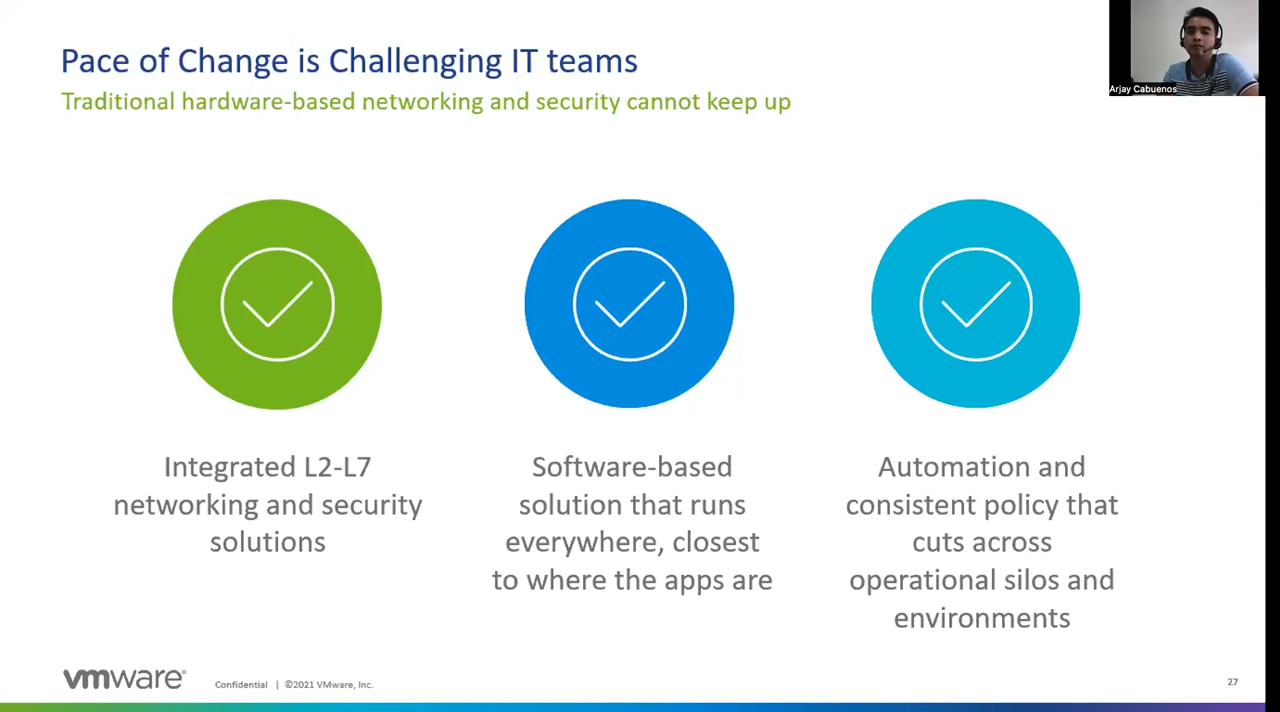 Pace of Change is Challenging IT teams
Traditional hardware-based networking and security cannot keep up
Arjay Cabuenos
Integrated L2-L7
networking and security
solutions
Software-based
solution that runs
everywhere, closest
to where the apps are
Automation and
consistent policy that
cuts across
operational silos and
environments
vmware®
Confidential | ©2021 VMware, Inc.
27